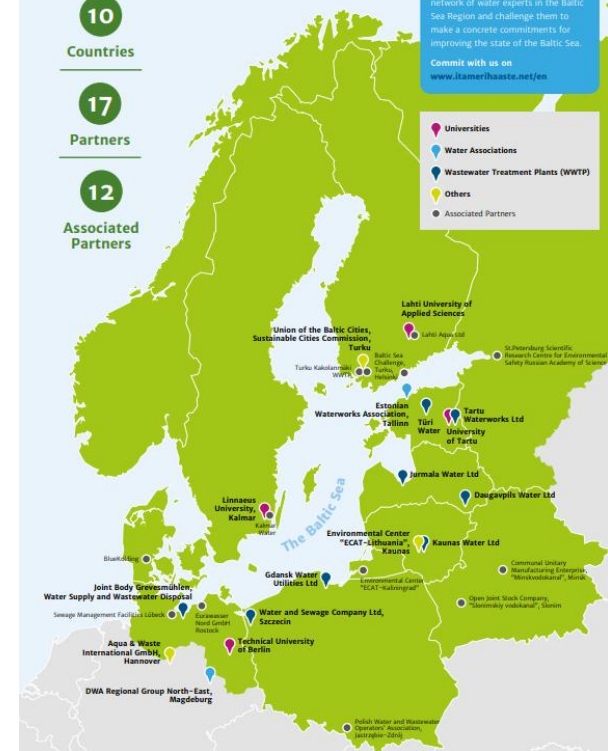 10
Countries
17
Partners
12
Associated
Partners
network of water experts in the Baltic
Sea Region and challenge them to
make a concrete commitments for
improving the state of the Baltic Sea.
Commit with us on
www.itamerihaaste.net/en
Universities
Water Associations
Wastewater Treatment Plants (WWTP)
Others
Associated Partners
Lahti University of
Applied Sciences
Lahti Aqua Ltd
Union of the Baltic Cities,
Sustainable Cities Commission,
Turku
Baltic Sea
Challenge,
Turku,
Helsinki
Turku Kakolanmäki
WWTP
St.Petersburg Scientific
Research Centre for Environmental
Safety Russian Academy of Science
Estonian
Waterworks Association,
Tallinn
Türi
Water
Tartu
Waterworks Ltd
University
of Tartu
Jurmala Water Ltd
Daugavpils Water Ltd
Linnaeus
University,
Kalmar
Kalmar
Water
The Baltic Sea
Environmental Center
"ECAT-Lithuania",
Kaunas
Kaunas Water Ltd
BlueKolding
Gdansk Water
Utilities Ltd
Environmental Center
"ECAT-Kaliningrad"
Communal Unitary
Manufacturing Enterprise,
"Minskvodokanal", Minsk
Open Joint Stock Company,
"Slonimskiy vodokanal", Slonim
Joint Body Grevesmühlen,
Water Supply and Wastewater Disposal
Sewage Management Facilities Lübeck
Eurawasser
Nord GmbH
Rostock
Water and Sewage Company Ltd,
Szczecin
Aqua & Waste
International GmbH,
Hannover
Technical University
of Berlin
DWA Regional Group North-East,
Magdeburg
Polish Water and Wastewater
Operators' Association,
Jastrzębie-Zdrój